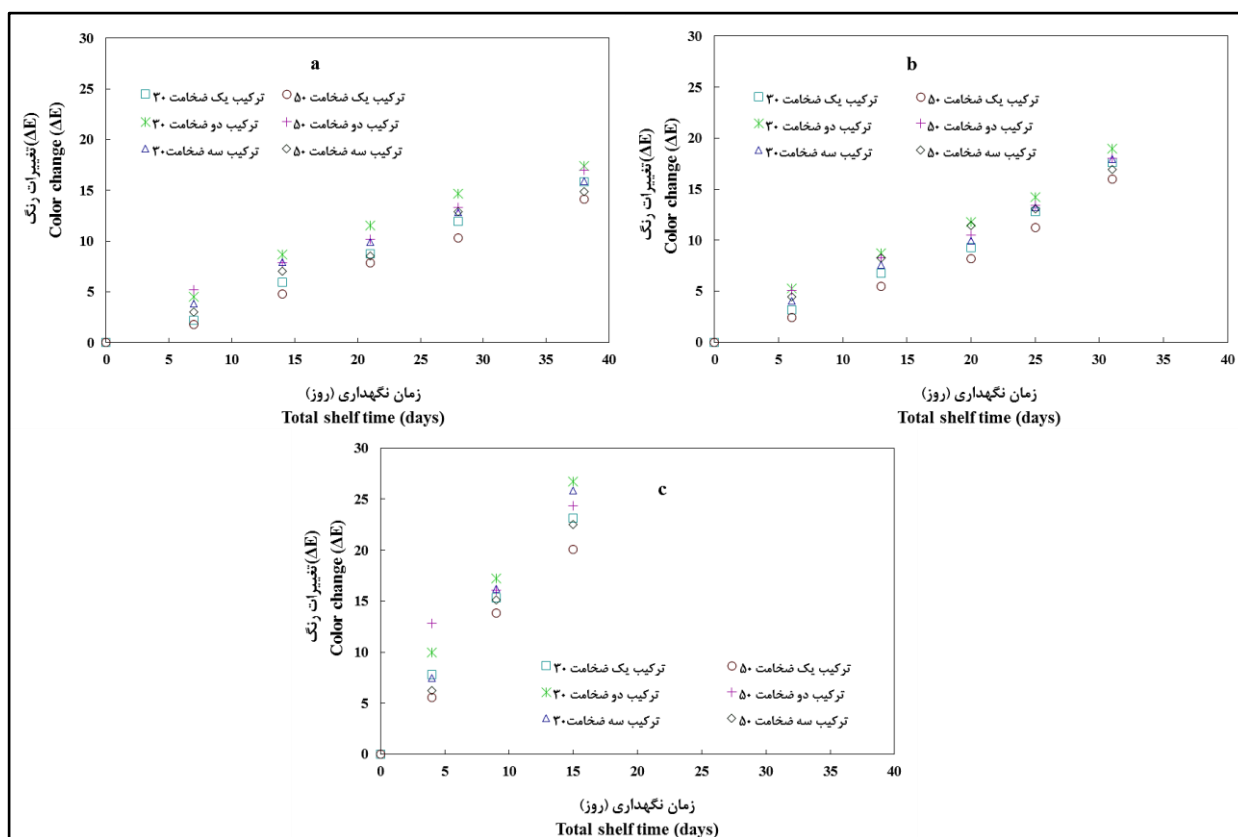 a
30
25
20
15
10
5
0
تغییرات رنگ (ΔE)
Color change (ΔE)
ترکیب یک ضخامت ۳۰
ترکیب یک ضخامت ۵۰
ترکیب دو ضخامت ۳۰
ترکیب دو ضخامت ۵۰
ترکیب سه ضخامت۳۰
ترکیب سه ضخامت ۵۰
0 5 10 15 20 25 30 35 40
زمان نگهداری (روز)
Total shelf time (days)
b
30
25
20
15
10
5
0
تغییرات رنگ (ΔE)
Color change (ΔE)
ترکیب یک ضخامت ۳۰
ترکیب یک ضخامت ۵۰
ترکیب دو ضخامت ۳۰
ترکیب دو ضخامت ۵۰
ترکیب سه ضخامت۳۰
ترکیب سه ضخامت ۵۰
0 5 10 15 20 25 30 35 40
زمان نگهداری (روز)
Total shelf time (days)
c
30
25
20
15
10
5
0
تغییرات رنگ (ΔE)
Color change (ΔE)
ترکیب یک ضخامت ۳۰
ترکیب یک ضخامت ۵۰
ترکیب دو ضخامت ۳۰
ترکیب دو ضخامت ۵۰
ترکیب سه ضخامت۳۰
ترکیب سه ضخامت ۵۰
0 5 10 15 20 25 30 35 40
زمان نگهداری (روز)
Total shelf time (days)